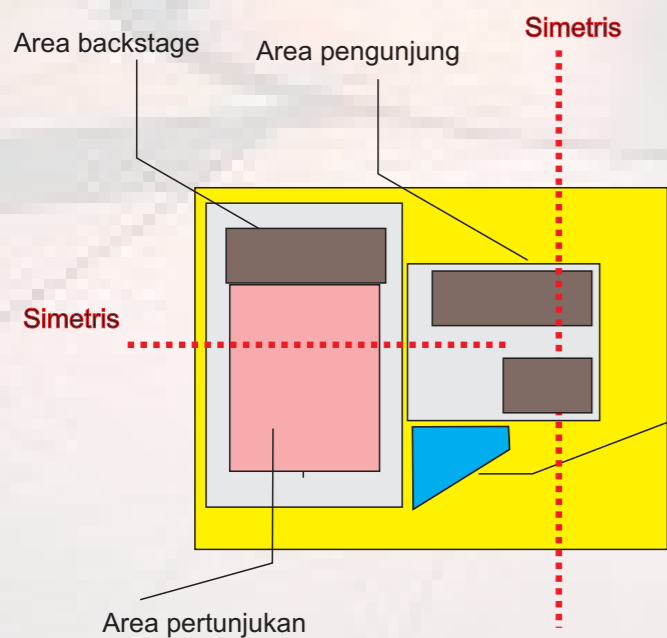 Simetris
Area backstage
Area pengunjung
Simetris
Area pertunjukan